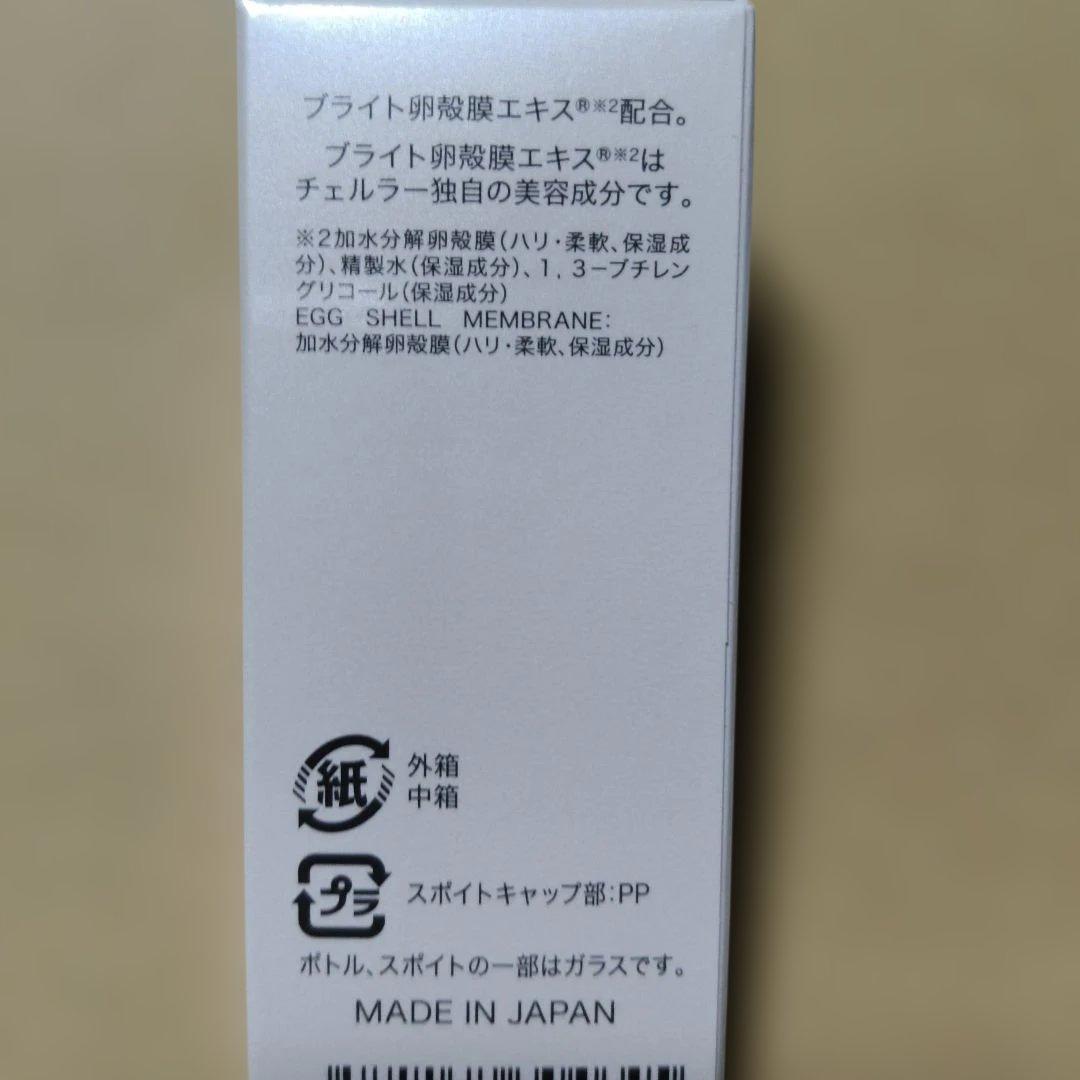 ブライト卵殻膜エキス®※2配合。
ブライト卵殻膜エキス®※2は
チェルラー独自の美容成分です。
※2加水分解卵殻膜(ハリ・柔軟、保湿成
分)、精製水(保湿成分)、1,3-ブチレン
グリコール(保湿成分)
EGG SHELL MEMBRANE:
加水分解卵殻膜(ハリ・柔軟、保湿成分)
紙
外箱
中箱
プラ
スポイトキャップ部:PP
ボトル、スポイトの一部はガラスです。
MADE IN JAPAN